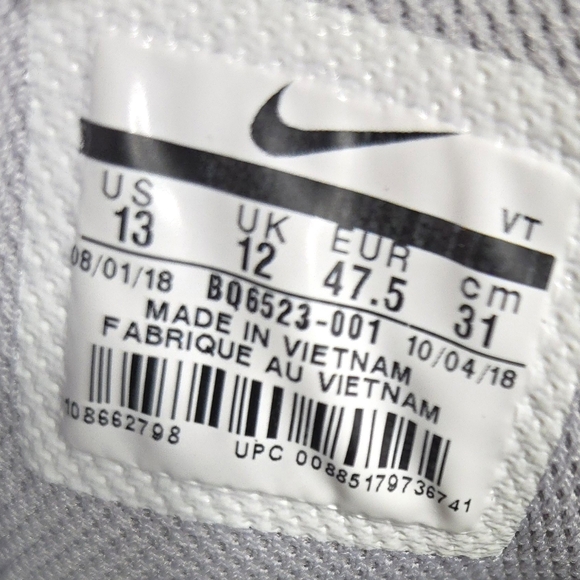 VT
US UK EUR cm
13 12 47.5 31
08/01/18 BQ6523-001 10/04/18
MADE IN VIETNAM
FABRIQUE AU VIETNAM
108662798 UPC 00885179736741